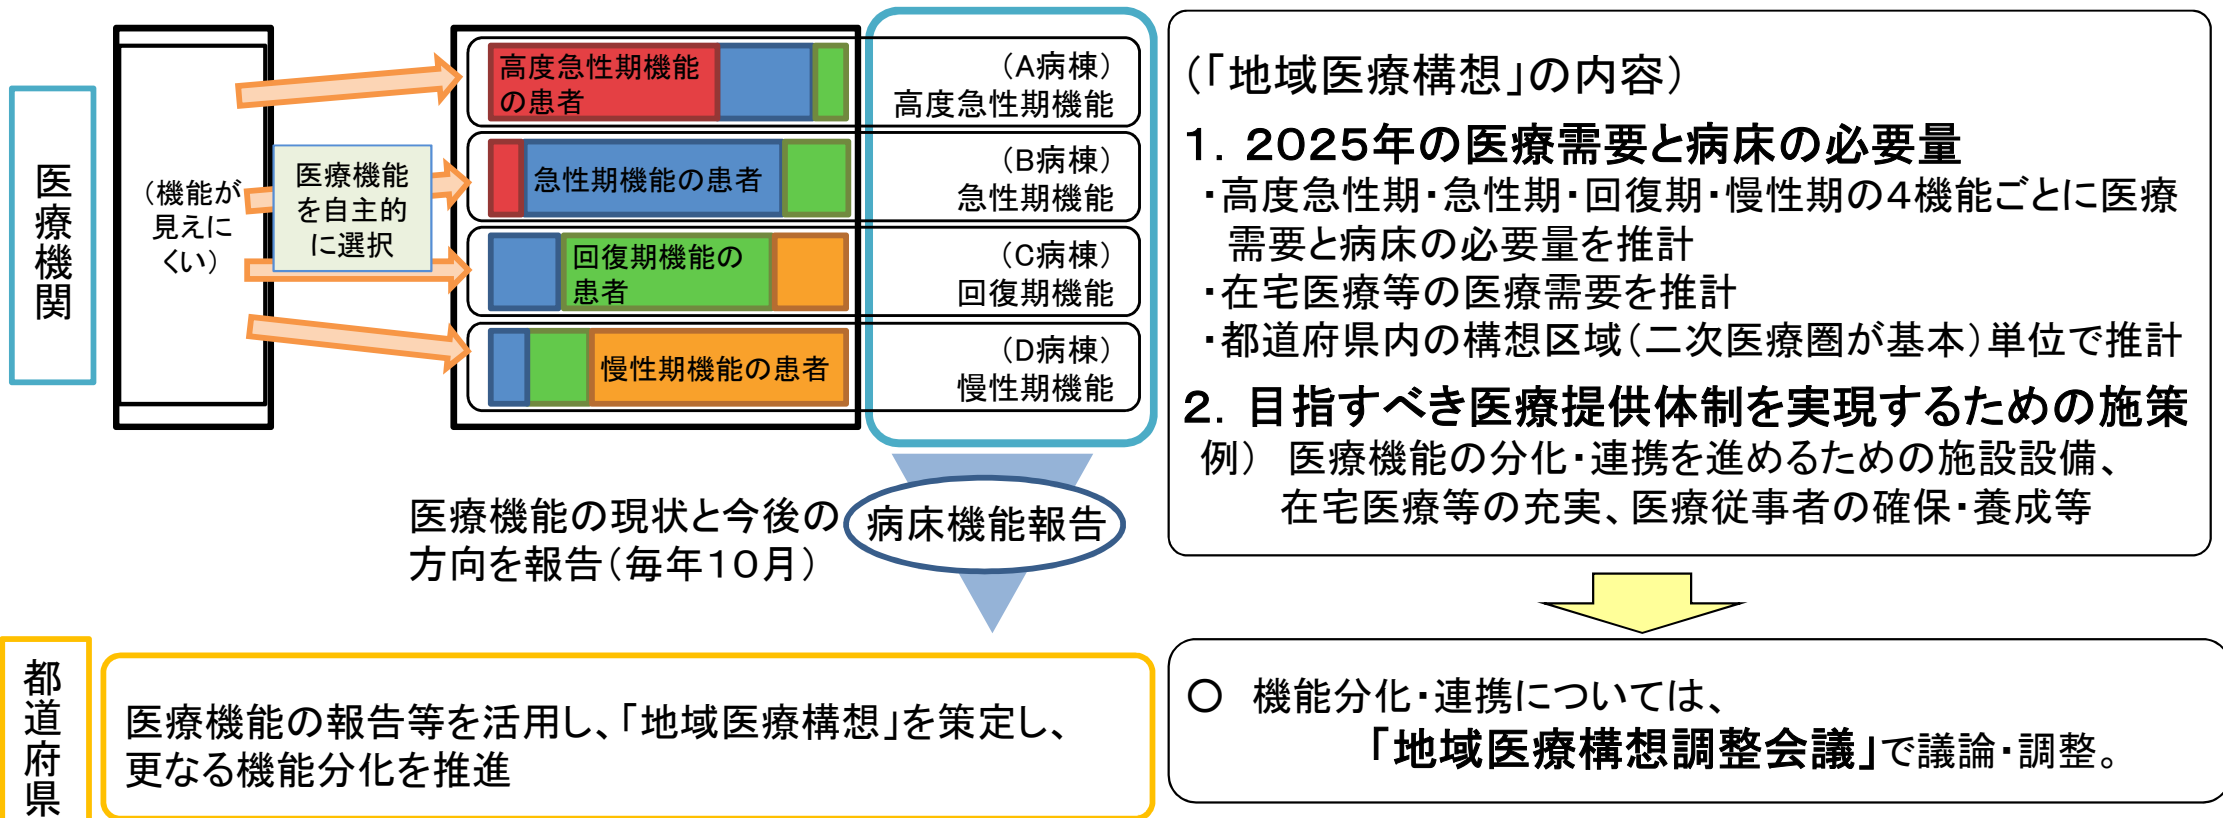 医療機関
（機能が
見えに
くい）
医療機能
を自主的
に選択
高度急性期機能
の患者
（A病棟）
高度急性期機能
急性期機能の患者
（B病棟）
急性期機能
回復期機能の
患者
（C病棟）
回復期機能
慢性期機能の患者
（D病棟）
慢性期機能
医療機能の現状と今後の
方向を報告（毎年１０月）
病床機能報告
都道府県
医療機能の報告等を活用し、「地域医療構想」を策定し、
更なる機能分化を推進
（「地域医療構想」の内容）
１．２０２５年の医療需要と病床の必要量
・高度急性期・急性期・回復期・慢性期の４機能ごとに医療
需要と病床の必要量を推計
・在宅医療等の医療需要を推計
・都道府県内の構想区域（二次医療圏が基本）単位で推計
２．目指すべき医療提供体制を実現するための施策
例） 医療機能の分化・連携を進めるための施設設備、
在宅医療等の充実、医療従事者の確保・養成等
○ 機能分化・連携については、
「地域医療構想調整会議」で議論・調整。